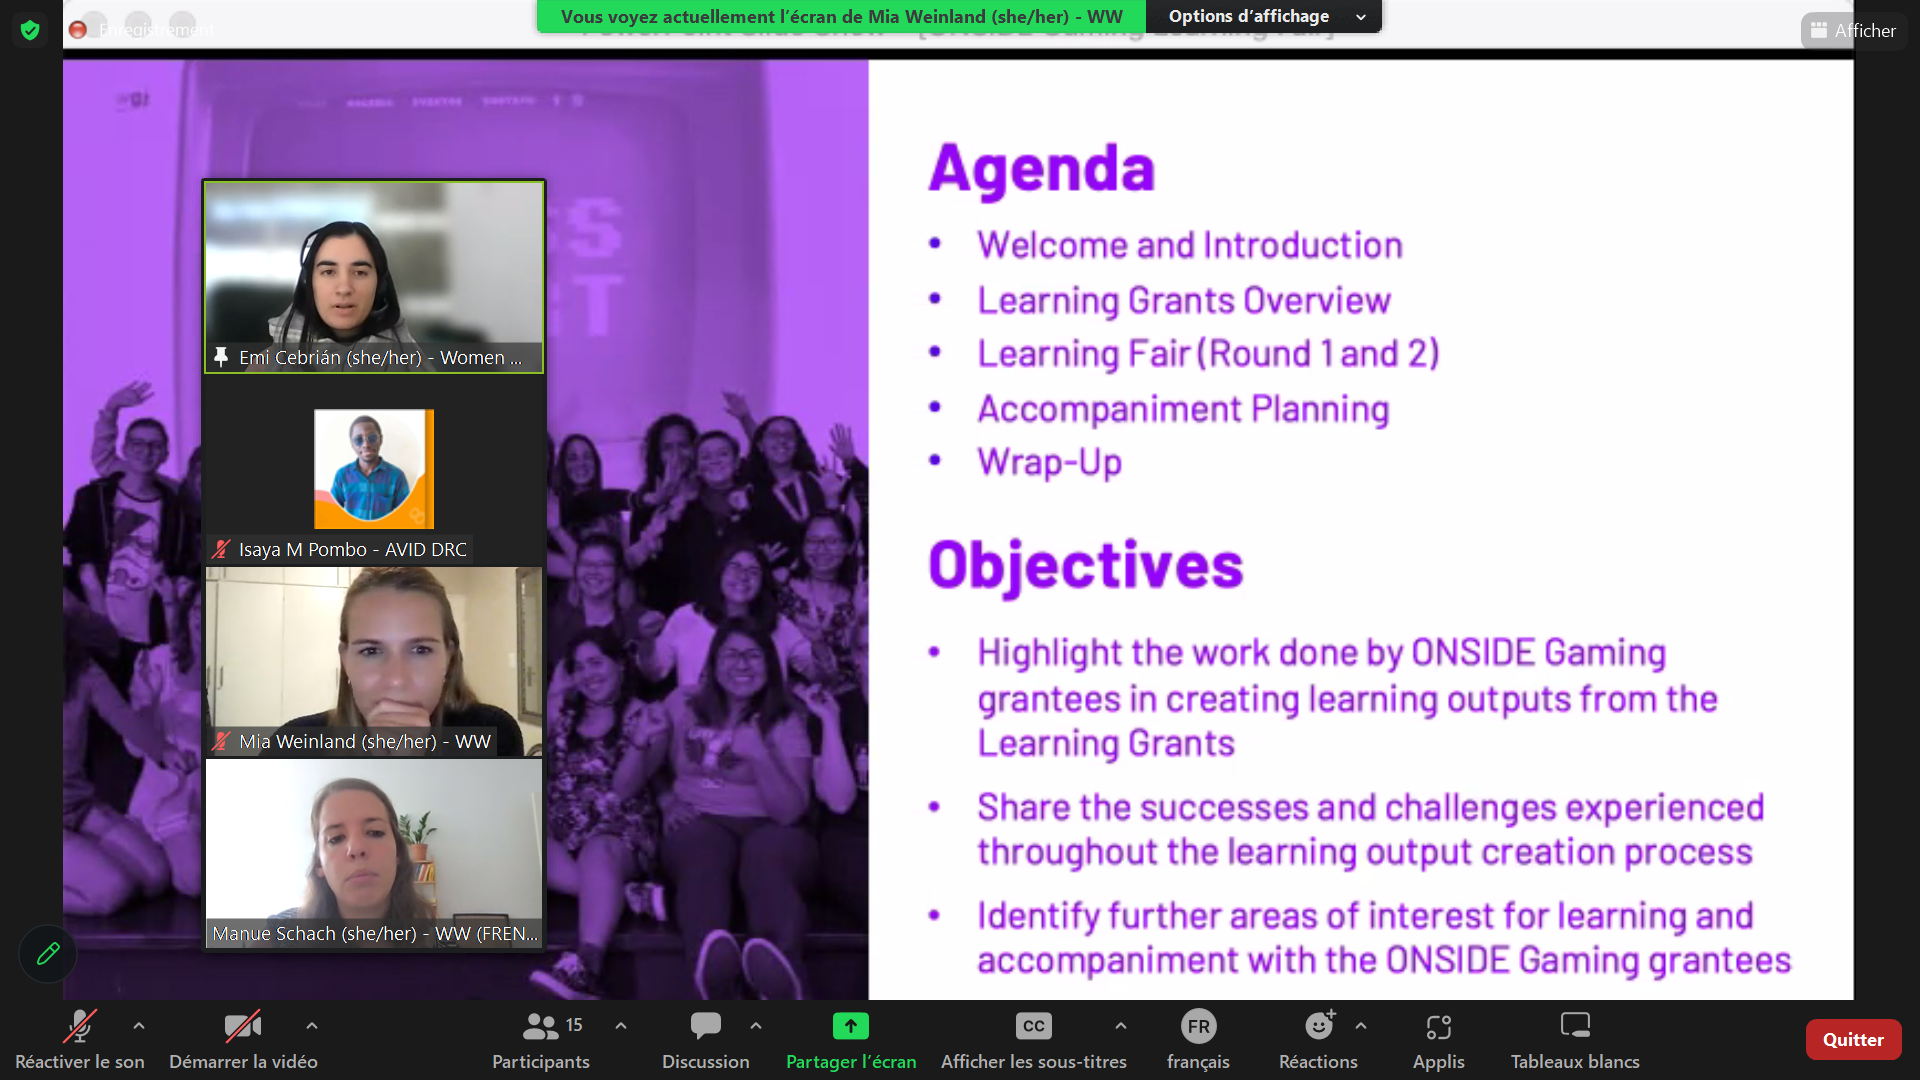 Enregistrement
Vous voyez actuellement l’écran de Mia Weinland (she/her) - WW
Options d’affichage
Afficher
Emi Cebrián (she/her) - Women ...
Isaya M Pombo - AVID DRC
Mia Weinland (she/her) - WW
Manue Schach (she/her) - WW (FREN...
Agenda
• Welcome and Introduction
• Learning Grants Overview
• Learning Fair (Round 1 and 2)
• Accompaniment Planning
• Wrap-Up
Objectives
• Highlight the work done by ONSIDE Gaming
grantees in creating learning outputs from the
Learning Grants
• Share the successes and challenges experienced
throughout the learning output creation process
• Identify further areas of interest for learning and
accompaniment with the ONSIDE Gaming grantees
Réactiver le son
Démarrer la vidéo
15
Participants
Discussion
Partager l’écran
CC
Afficher les sous-titres
FR
français
Réactions
Applis
Tableaux blancs
Quitter